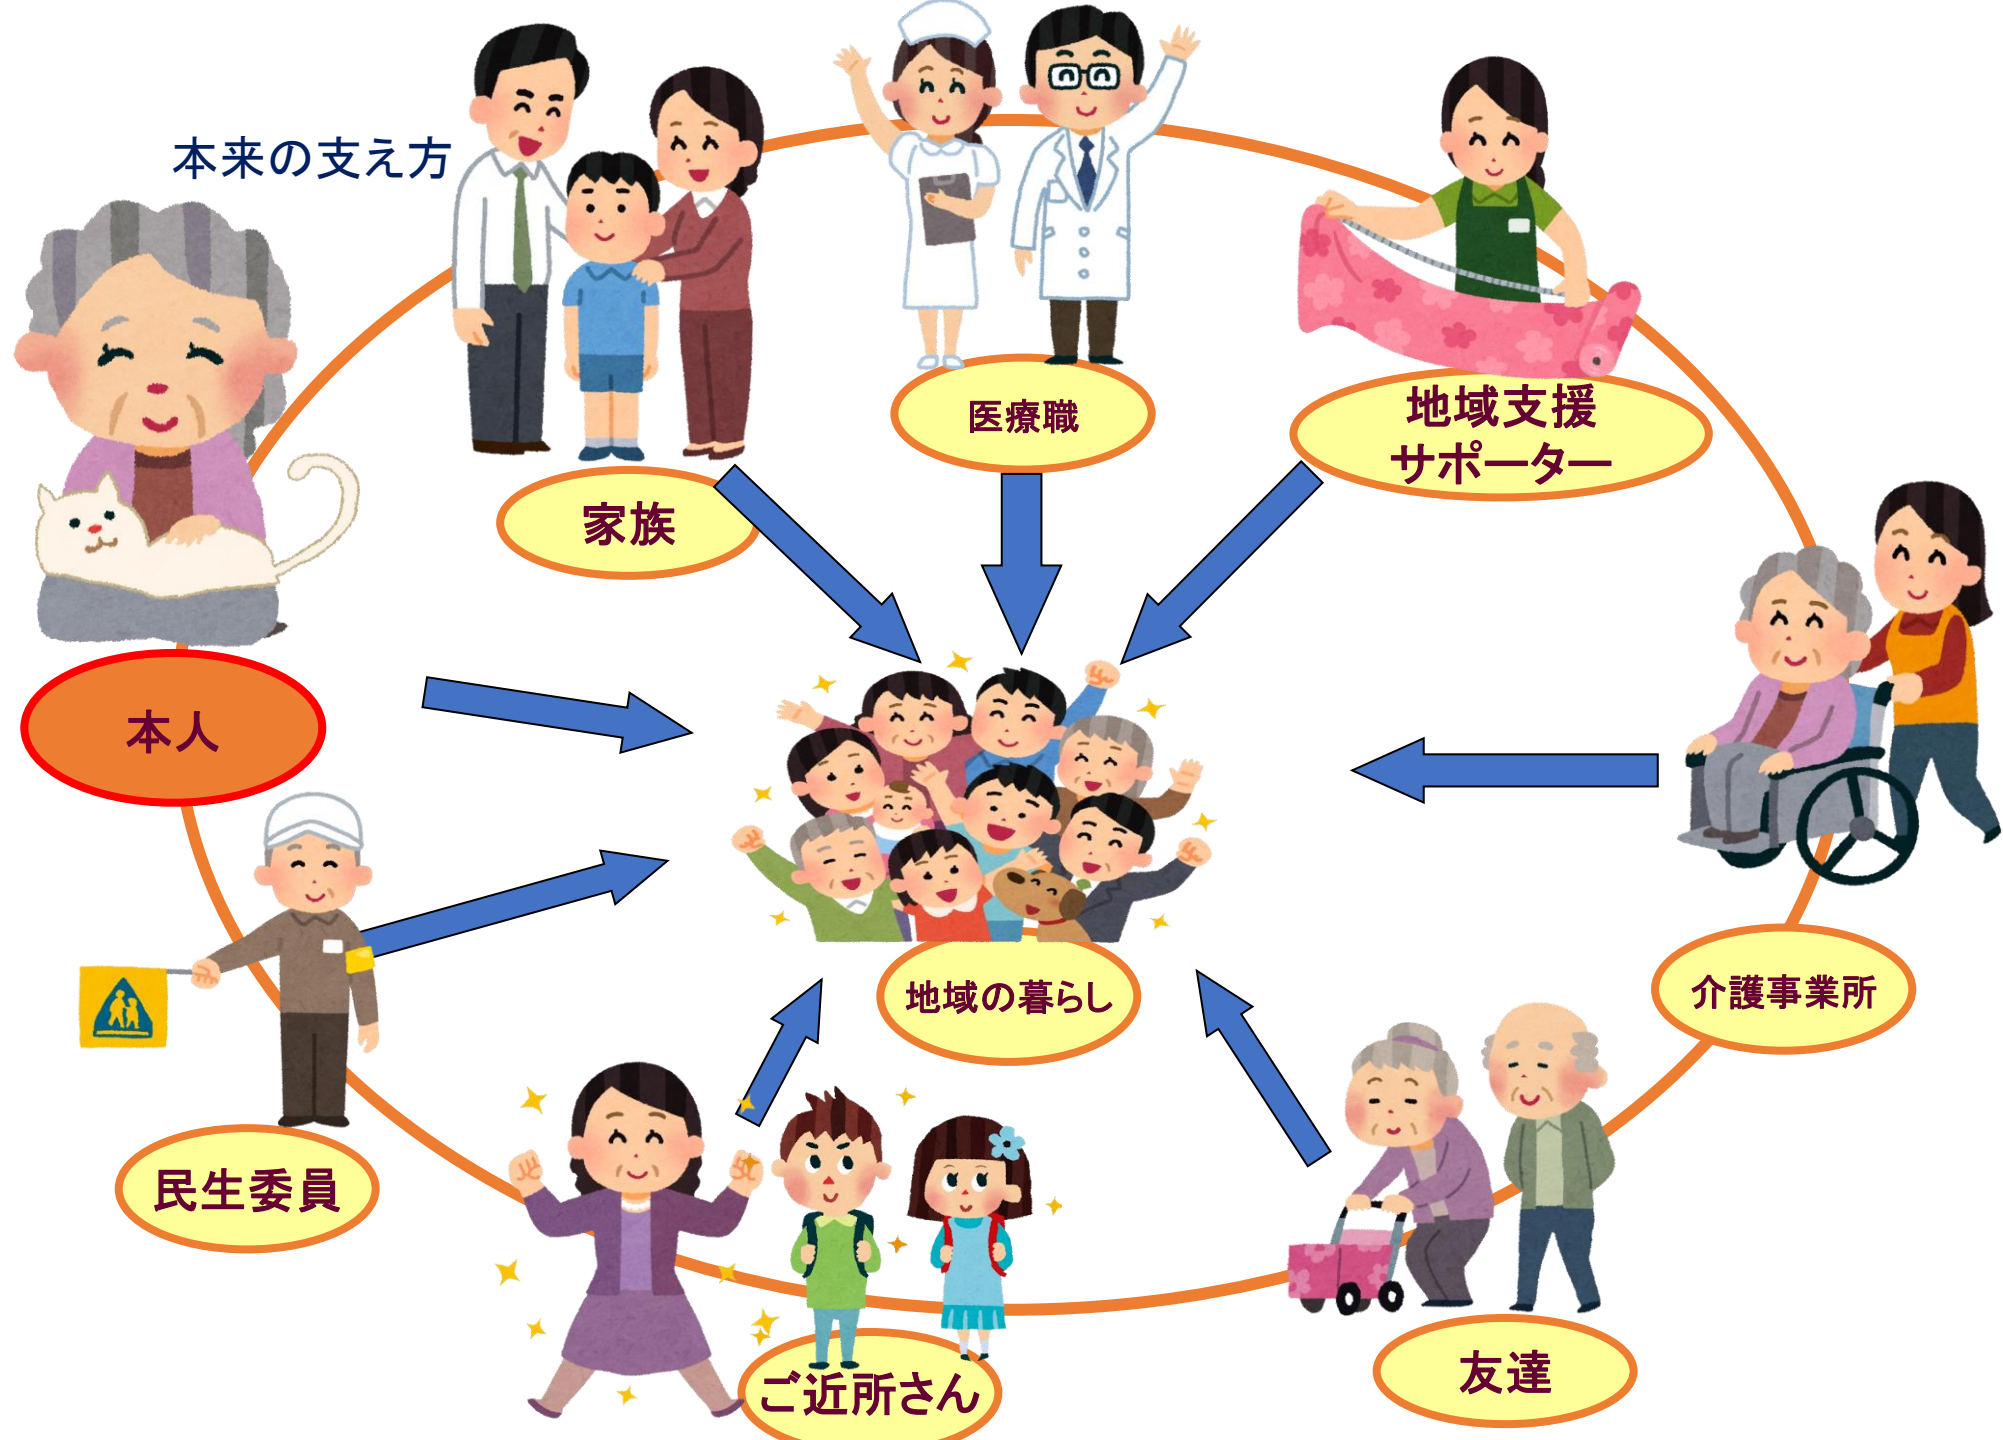 本来の支え方
家族
医療職
地域支援
サポーター
本人
地域の暮らし
介護事業所
民生委員
ご近所さん
友達